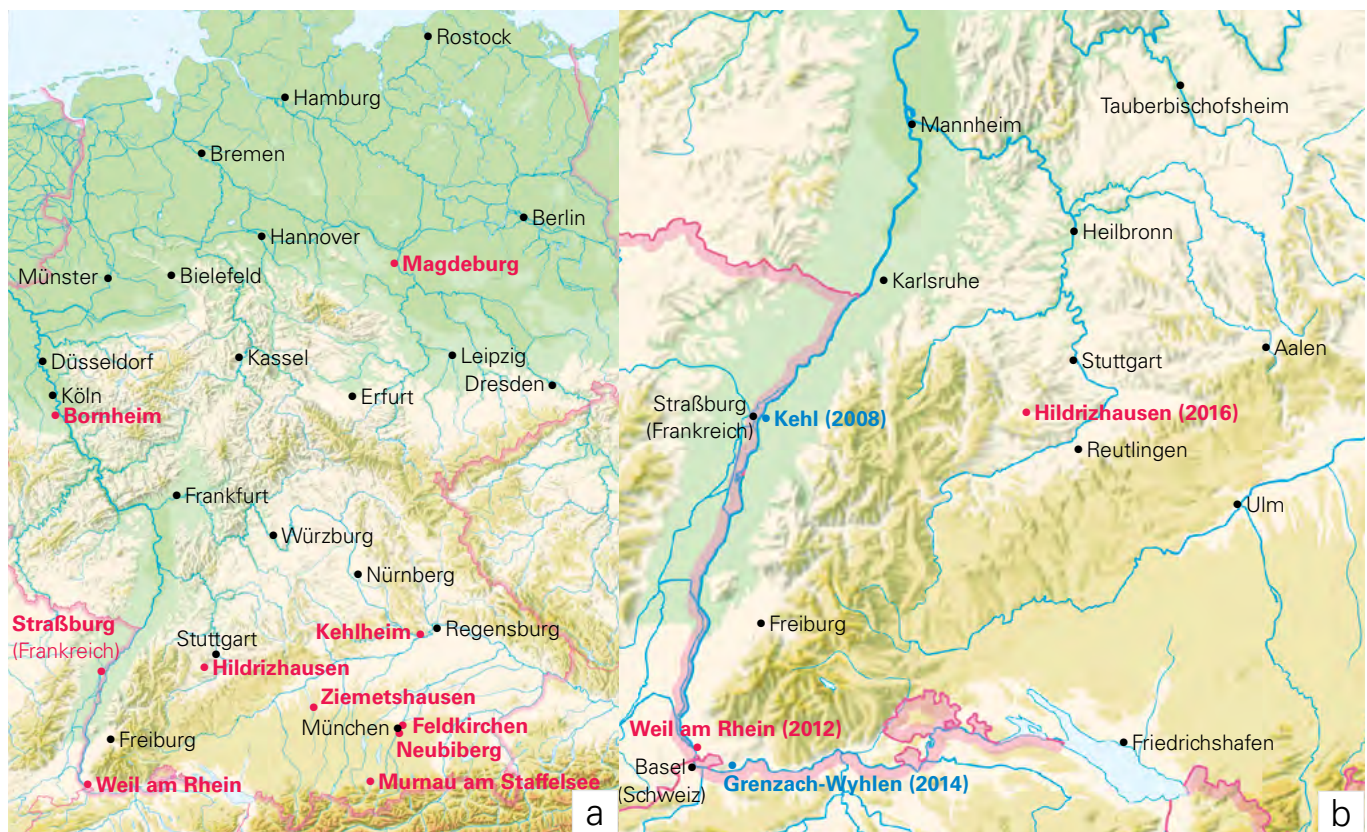 Rostock
Hamburg
Bremen
Berlin
Hannover
Magdeburg
Münster
Bielefeld
Düsseldorf
Kassel
Leipzig
Dresden
Köln
Erfurt
Bornheim
Frankfurt
Würzburg
Nürnberg
Straßburg
(Frankreich)
Stuttgart
Kehlheim
Regensburg
Hildrizhausen
Ziemetshausen
München
Feldkirchen
Neubiberg
Freiburg
Weil am Rhein
Murnau am Staffelsee
a
Tauberbischofsheim
Mannheim
Heilbronn
Karlsruhe
Stuttgart
Aalen
Straßburg
(Frankreich)
Kehl (2008)
Hildrizhausen (2016)
Reutlingen
Ulm
Freiburg
Weil am Rhein (2012)
Friedrichshafen
Basel
(Schweiz)
Grenzach-Wyhlen (2014)
b